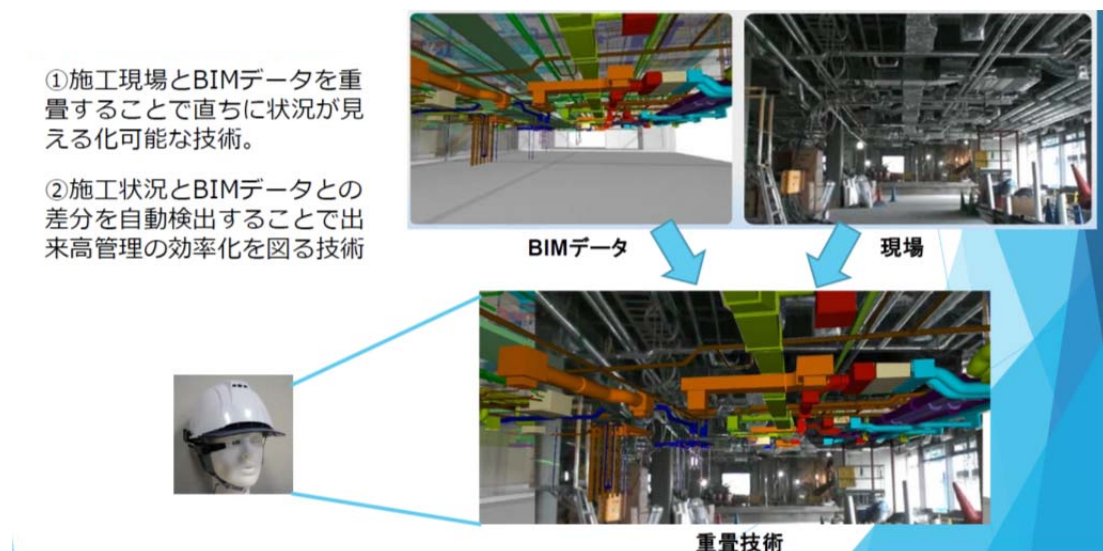 ①施工現場とBIMデータを重
畳することで直ちに状況が見
える化可能な技術。
②施工状況とBIMデータとの
差分を自動検出することで出
来高管理の効率化を図る技術
BIMデータ
現場
重畳技術